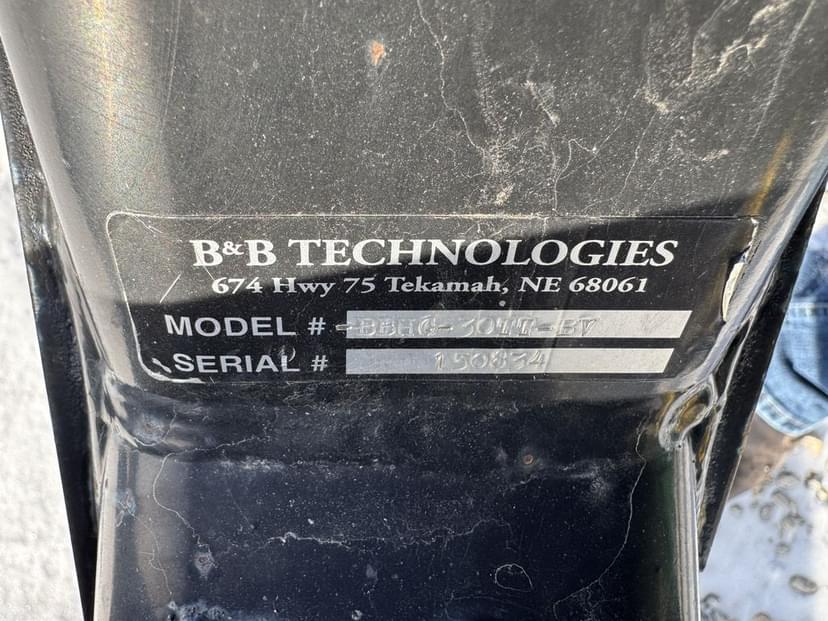 B&B TECHNOLOGIES
674 Hwy 75 Tekamah, NE 68061
MODEL #
SERIAL # 150834